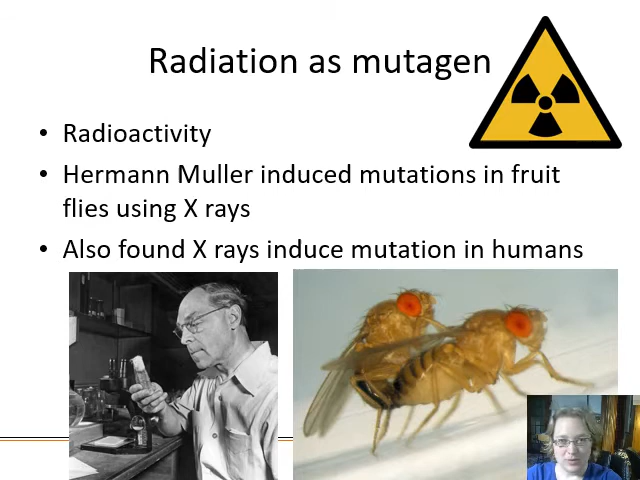 Radiation as mutagen
• Radioactivity
• Hermann Muller induced mutations in fruit
flies using X rays
• Also found X rays induce mutation in humans